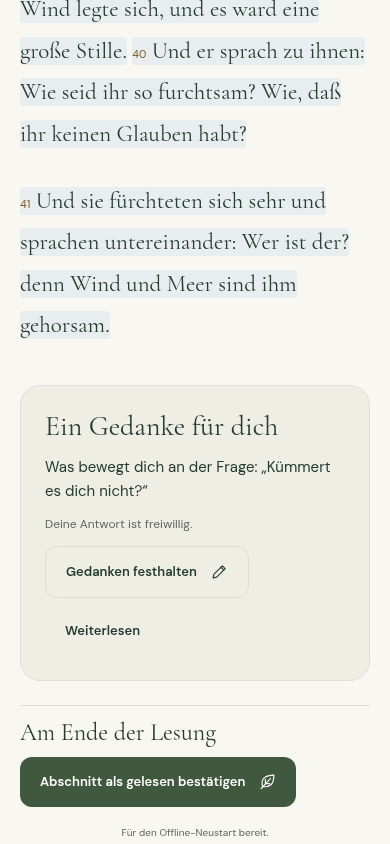 Wind legte sich, und es ward eine
große Stille. 40 Und er sprach zu ihnen:
Wie seid ihr so furchtsam? Wie, daß
ihr keinen Glauben habt?
41 Und sie fürchteten sich sehr und
sprachen untereinander: Wer ist der?
denn Wind und Meer sind ihm
gehorsam.
Ein Gedanke für dich
Was bewegt dich an der Frage: „Kümmert
es dich nicht?“
Deine Antwort ist freiwillig.
Gedanken festhalten
Weiterlesen
Am Ende der Lesung
Abschnitt als gelesen bestätigen
Für den Offline-Neustart bereit.